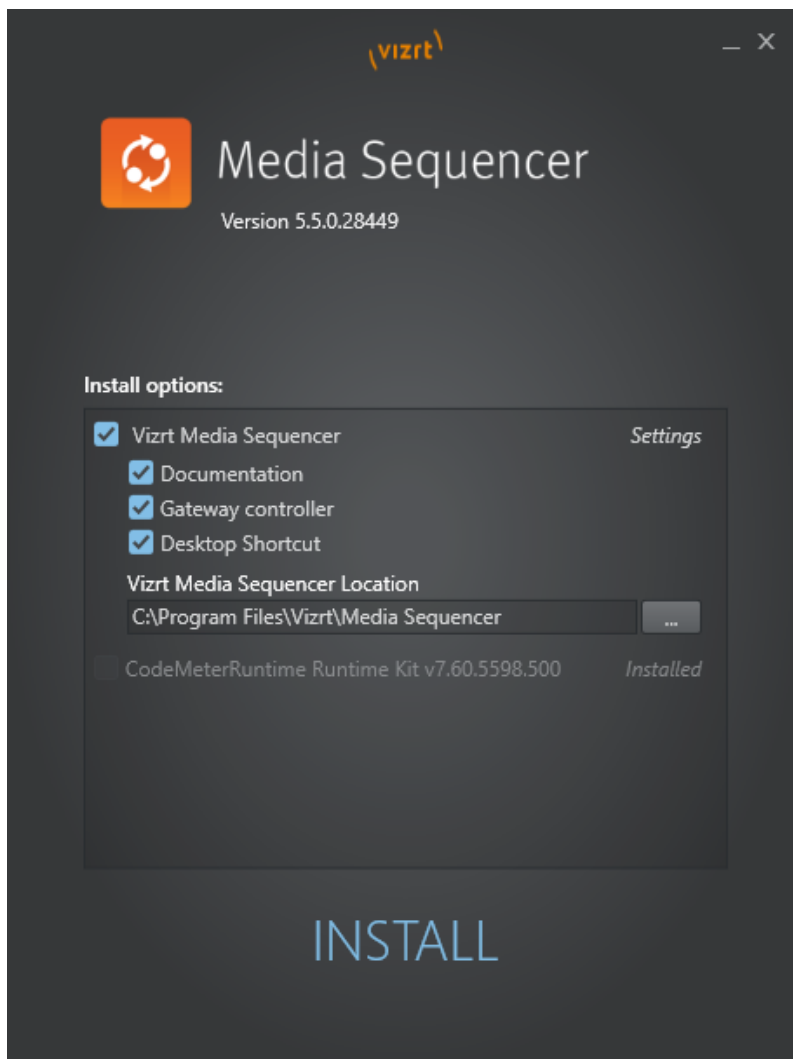 vizrt
Media Sequencer
Version 5.5.0.28449
Install options:
Vizrt Media Sequencer Settings
Documentation
Gateway controller
Desktop Shortcut
Vizrt Media Sequencer Location
C:\Program Files\Vizrt\Media Sequencer ...
CodeMeterRuntime Runtime Kit v7.60.5598.500 Installed
INSTALL